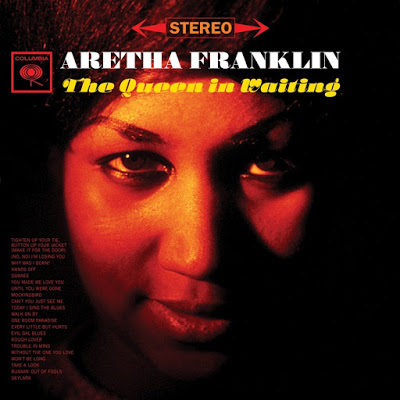 STEREO
ARETHA FRANKLIN
COLUMBIA
The Queen in Waiting
TIGHTEN UP YOUR TIE,
BUTTON UP YOUR JACKET
(MAKE IT FOR THE DOOR)
(NO, NO) I'M LOSING YOU
WHY WAS I BORN?
HANDS OFF
SWANEE
YOU MADE ME LOVE YOU
UNTIL YOU WERE GONE
MOCKINGBIRD
CAN'T YOU JUST SEE ME
TODAY I SING THE BLUES
WALK ON BY
ONE ROOM PARADISE
EVERY LITTLE BIT HURTS
EVIL GAL BLUES
ROUGH LOVER
TROUBLE IN MIND
WITHOUT THE ONE YOU LOVE
WON'T BE LONG
TAKE A LOOK
RUNNIN' OUT OF FOOLS
SKYLARK